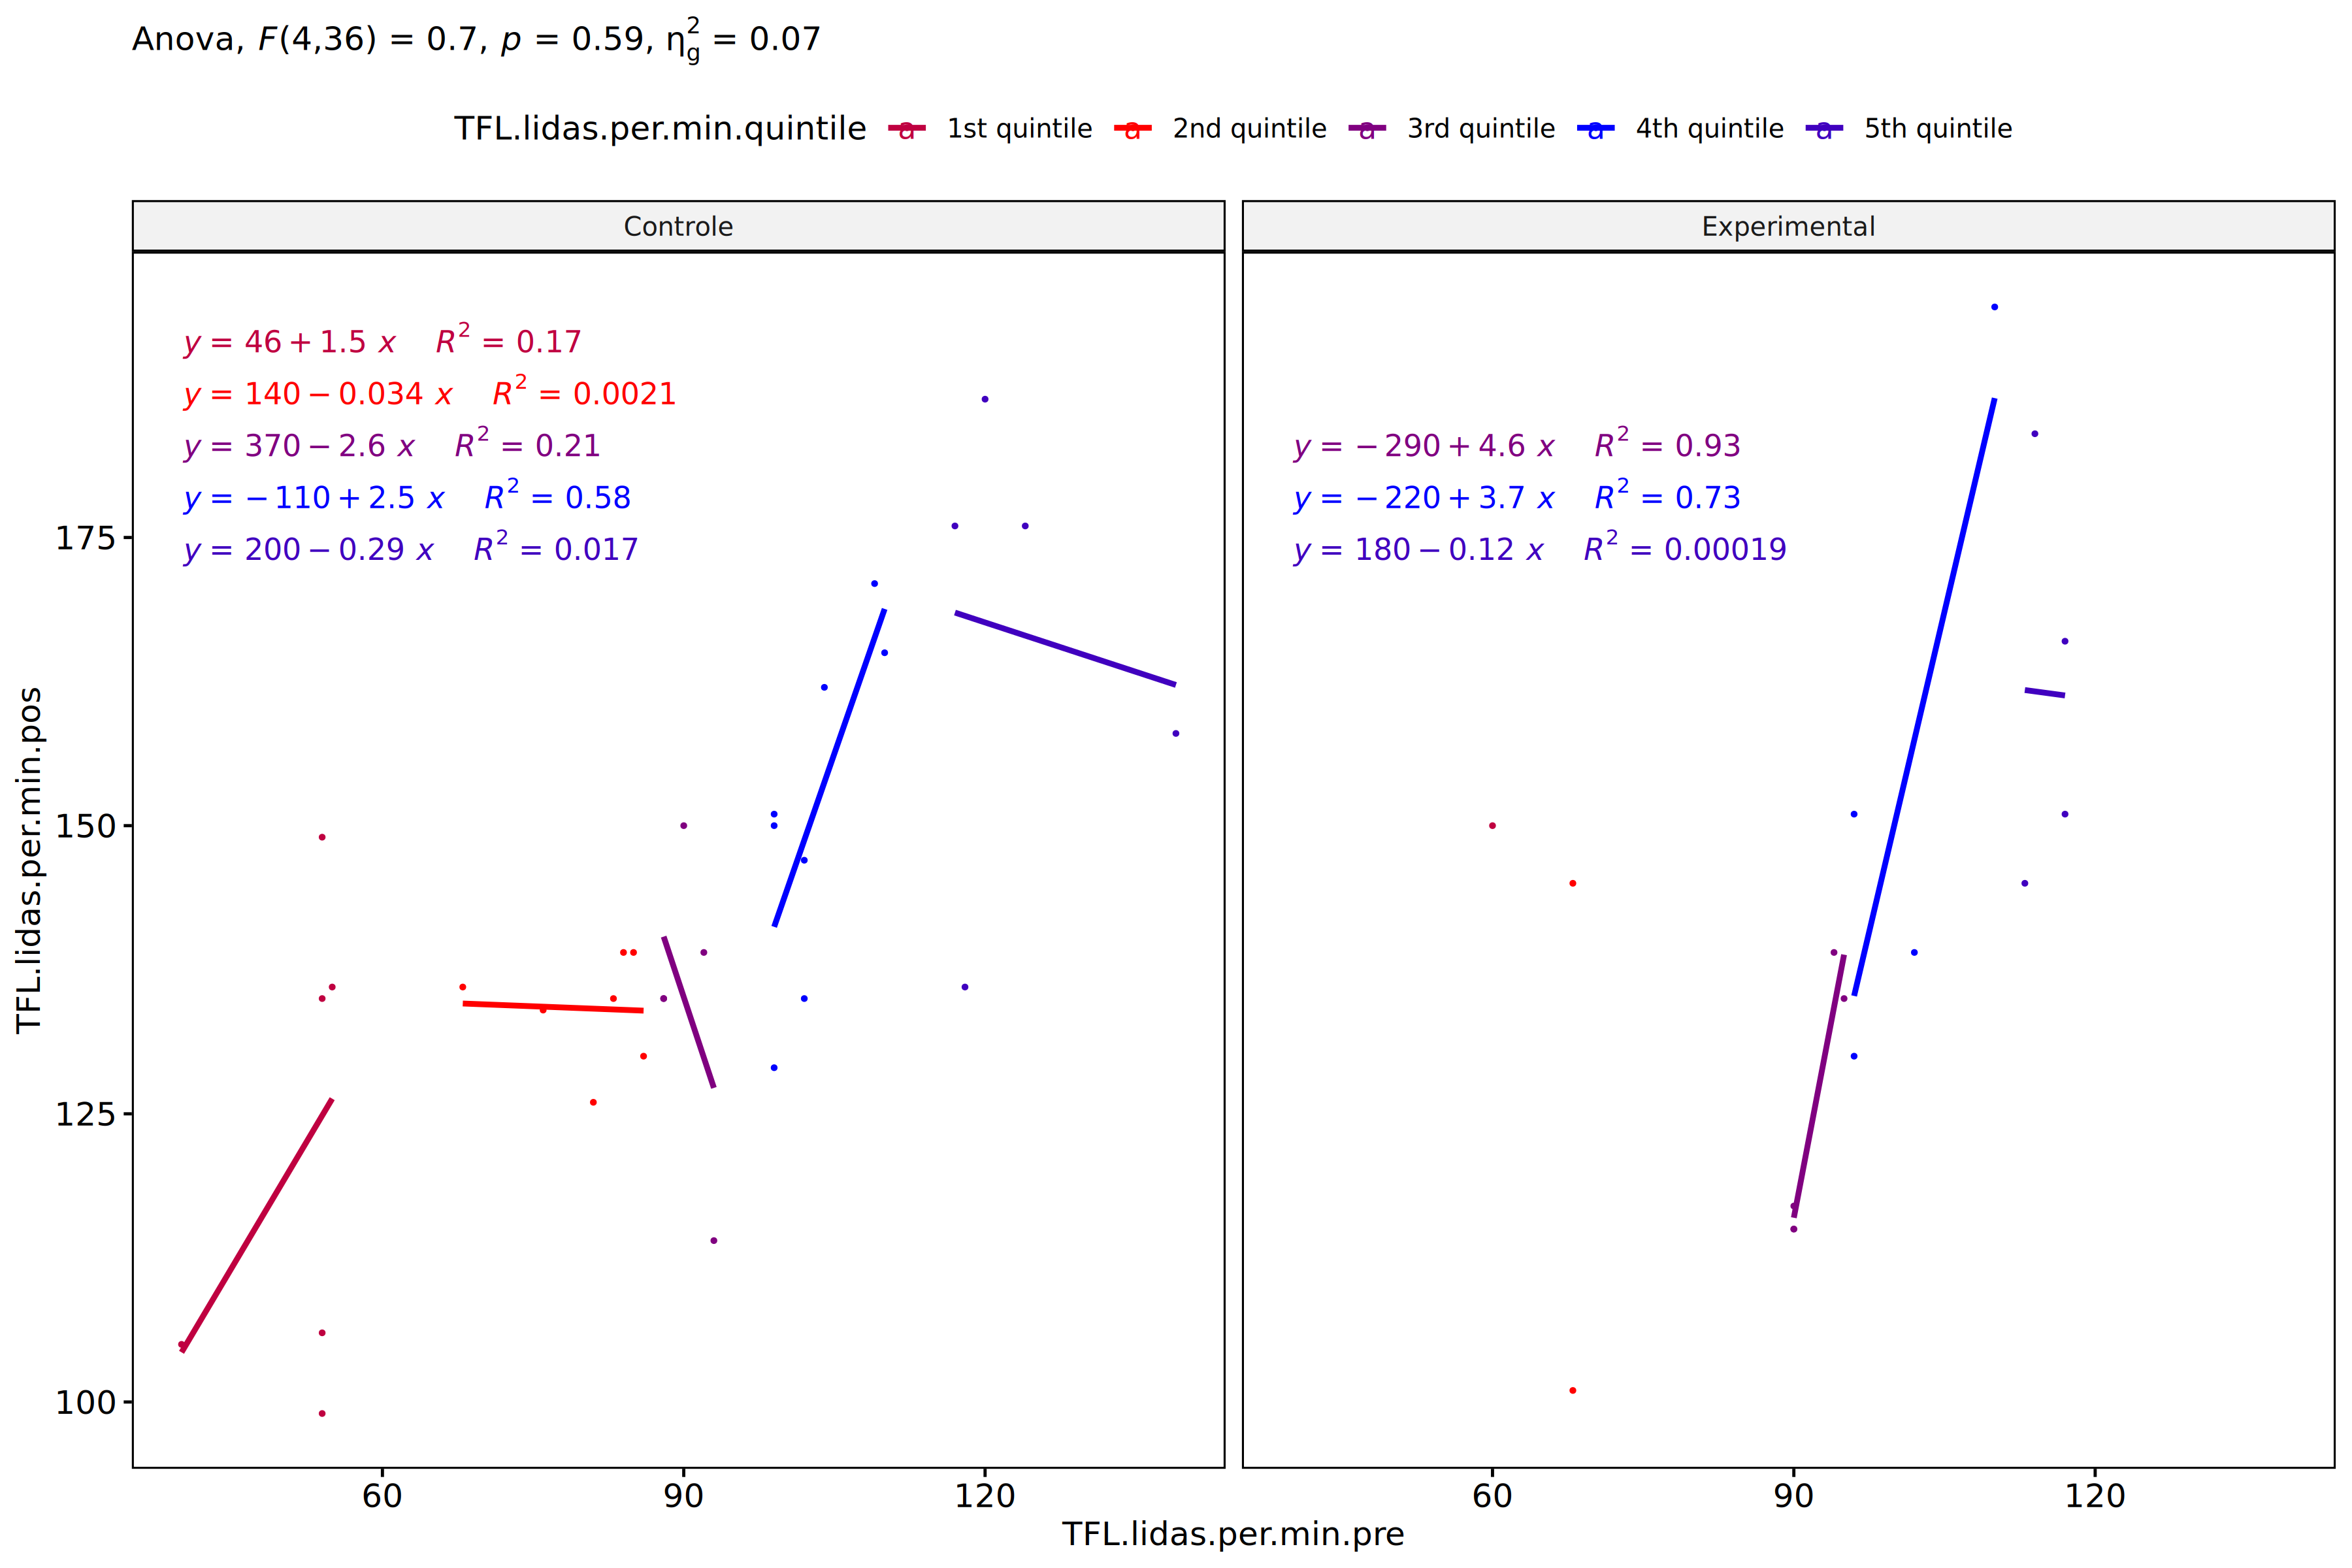 Anova, F(4,36) = 0.7, p = 0.59, η²g = 0.07
TFL.lidas.per.min.quintile a 1st quintile a 2nd quintile a 3rd quintile a 4th quintile a 5th quintile
Controle
Experimental
y = 46 + 1.5 x R² = 0.17
y = 140 − 0.034 x R² = 0.0021
y = 370 − 2.6 x R² = 0.21
y = −110 + 2.5 x R² = 0.58
y = 200 − 0.29 x R² = 0.017
y = −290 + 4.6 x R² = 0.93
y = −220 + 3.7 x R² = 0.73
y = 180 − 0.12 x R² = 0.00019
TFL.lidas.per.min.pos
175
150
125
100
60 90 120
60 90 120
TFL.lidas.per.min.pre